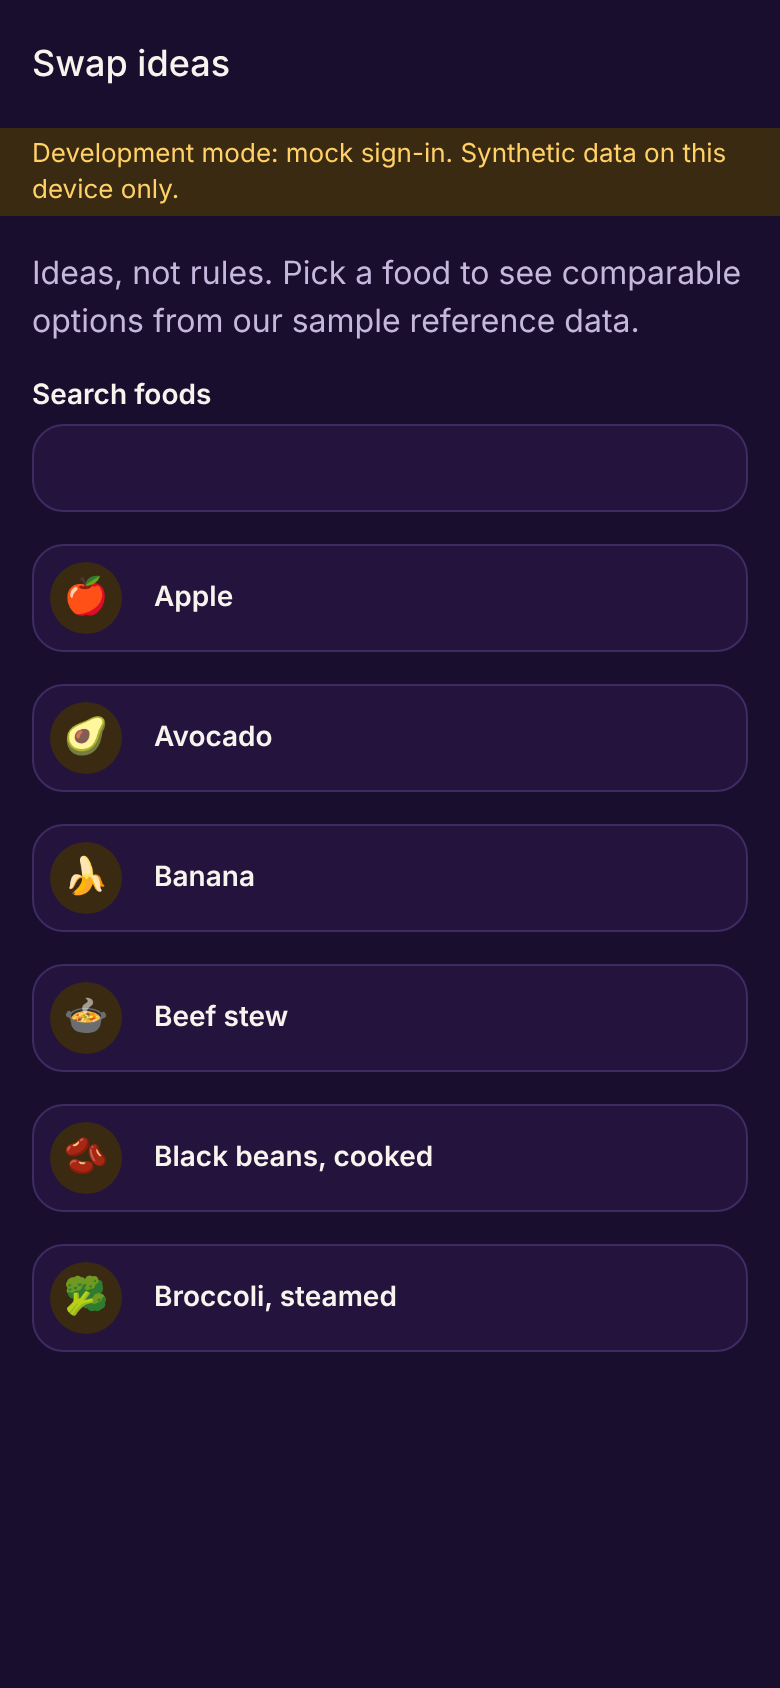 Swap ideas
Development mode: mock sign-in. Synthetic data on this
device only.
Ideas, not rules. Pick a food to see comparable
options from our sample reference data.
Search foods
Apple
Avocado
Banana
Beef stew
Black beans, cooked
Broccoli, steamed